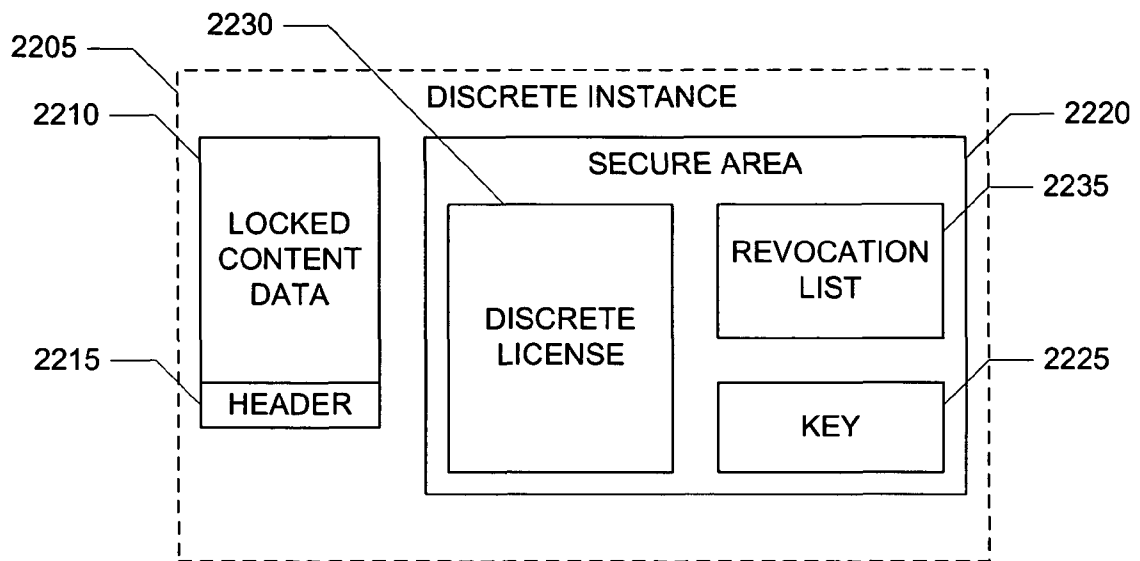 2230
2205
DISCRETE INSTANCE
2210
2220
SECURE AREA
2235
LOCKED
CONTENT
DATA
REVOCATION
LIST
DISCRETE
LICENSE
2215
2225
HEADER
KEY